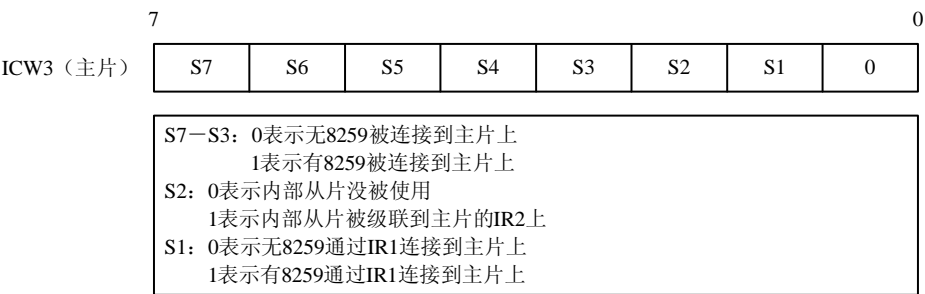 7 0
ICW3（主片） S7 S6 S5 S4 S3 S2 S1 0
S7－S3：0表示无8259被连接到主片上
1表示有8259被连接到主片上
S2：0表示内部从片没被使用
1表示内部从片被级联到主片的IR2上
S1：0表示无8259通过IR1连接到主片上
1表示有8259通过IR1连接到主片上